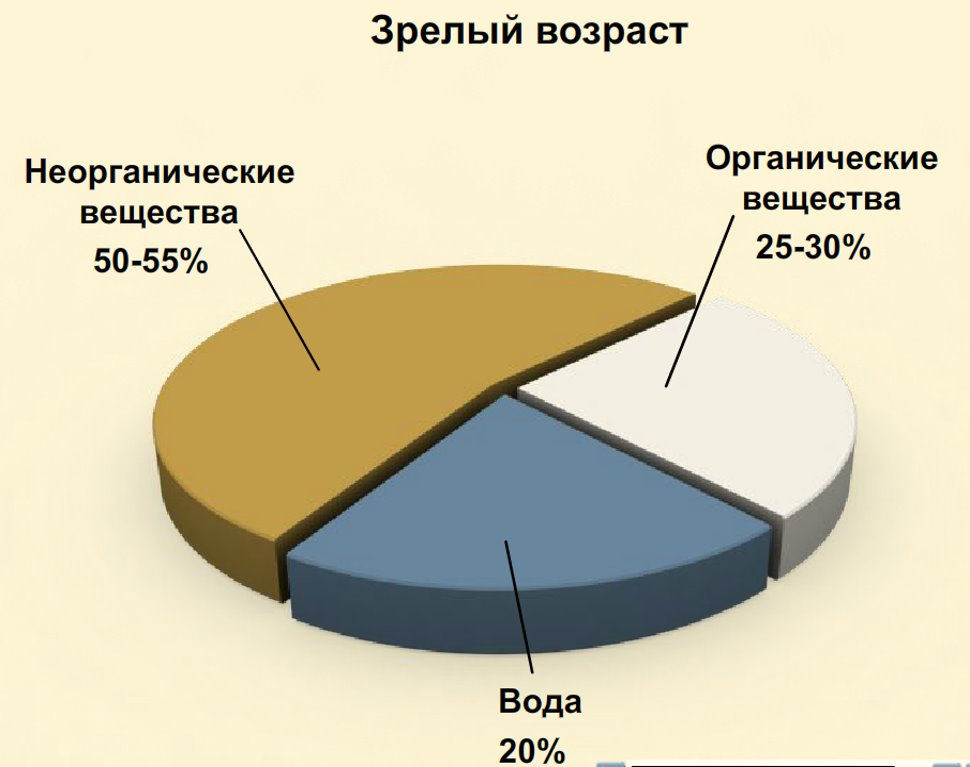 Зрелый возраст
Неорганические
вещества
50-55%
Органические
вещества
25-30%
Вода
20%